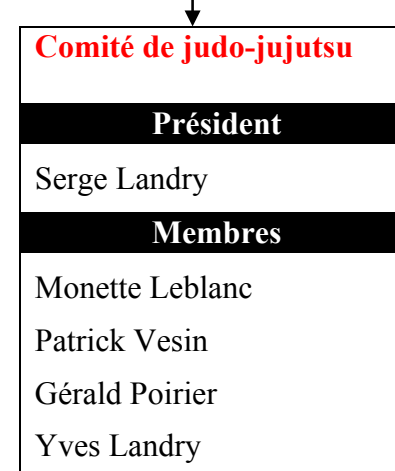 Comité de judo-jujutsu
Président
Serge Landry
Membres
Monette Leblanc
Patrick Vesin
Gérald Poirier
Yves Landry